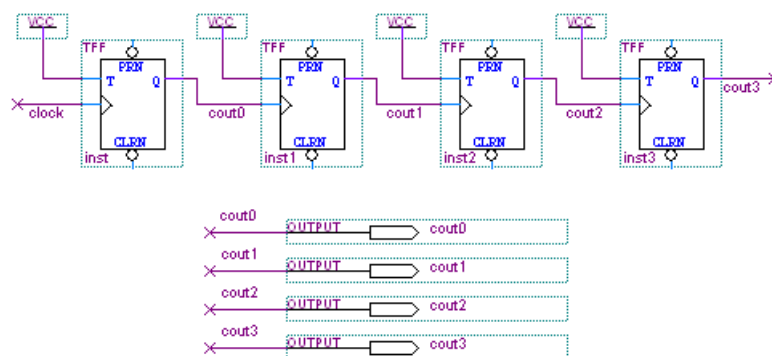 VCC VCC VCC VCC
TFF TFF TFF TFF
PRN PRN PRN PRN
T Q T Q T Q T Q
clock cout0 cout1 cout2 cout3
CLRN CLRN CLRN CLRN
inst inst1 inst2 inst3
cout0
OUTPUT cout0
cout1
OUTPUT cout1
cout2
OUTPUT cout2
cout3
OUTPUT cout3